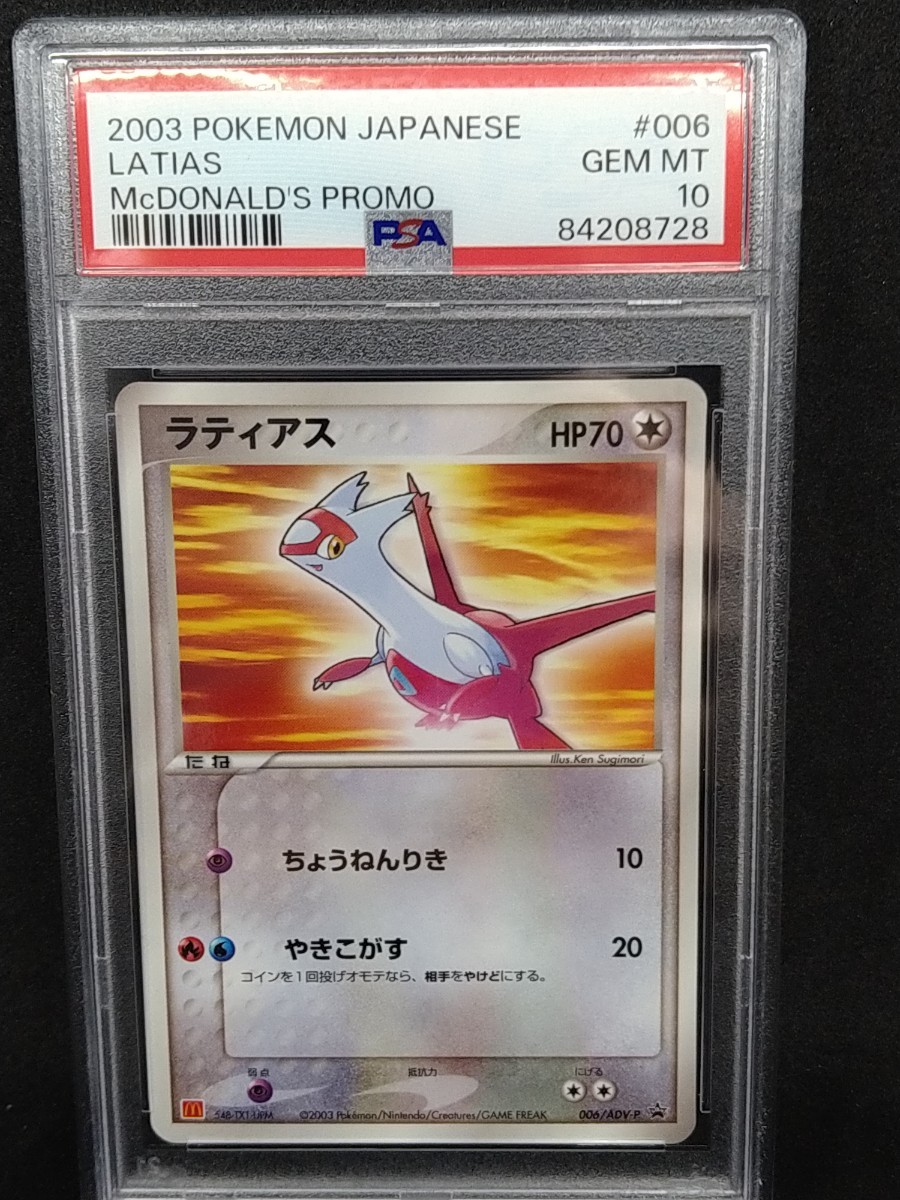 2003 POKEMON JAPANESE #006
LATIAS GEM MT
McDONALD'S PROMO 10
84208728
PSA
ラティアス HP70
たね Illus.Ken Sugimori
ちょうねんりき 10
やきこがす 20
コインを1回投げオモテなら、相手をやけどにする。
弱点 抵抗力 にげる
548-TX1-URM ©2003 Pokémon/Nintendo/Creatures/GAME FREAK 006/ADV-P